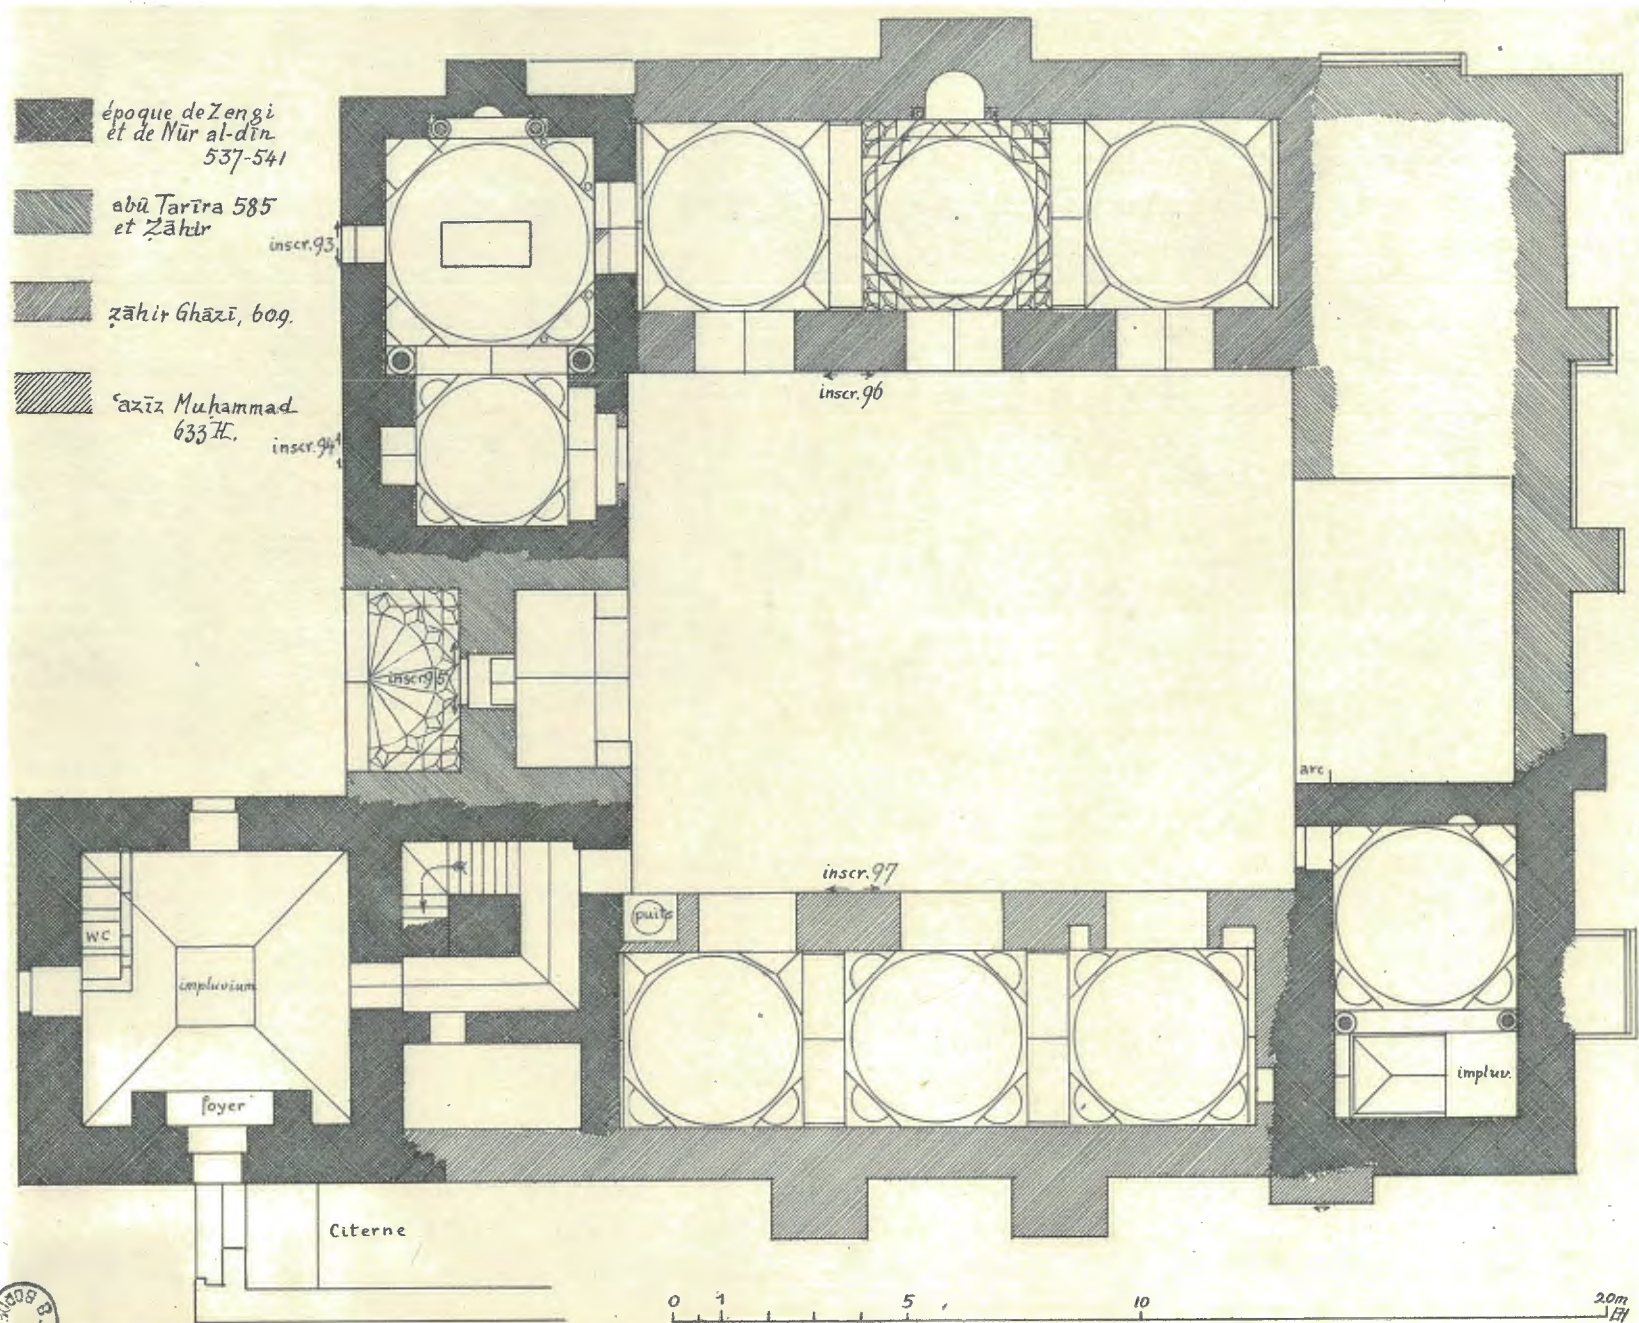 époque de Zengi
et de Nūr al-dīn
537-541
abū Tarīra 585
et Ẓāhir
ẓāhir Ghāzī, 609.
ʿazīz Muḥammad
633 H.
inscr. 93
inscr. 94
inscr. 95
inscr. 96
inscr. 97
arc
puits
WC
impluvium
foyer
impluv.
Citerne
0 1 5 10 20m
EH